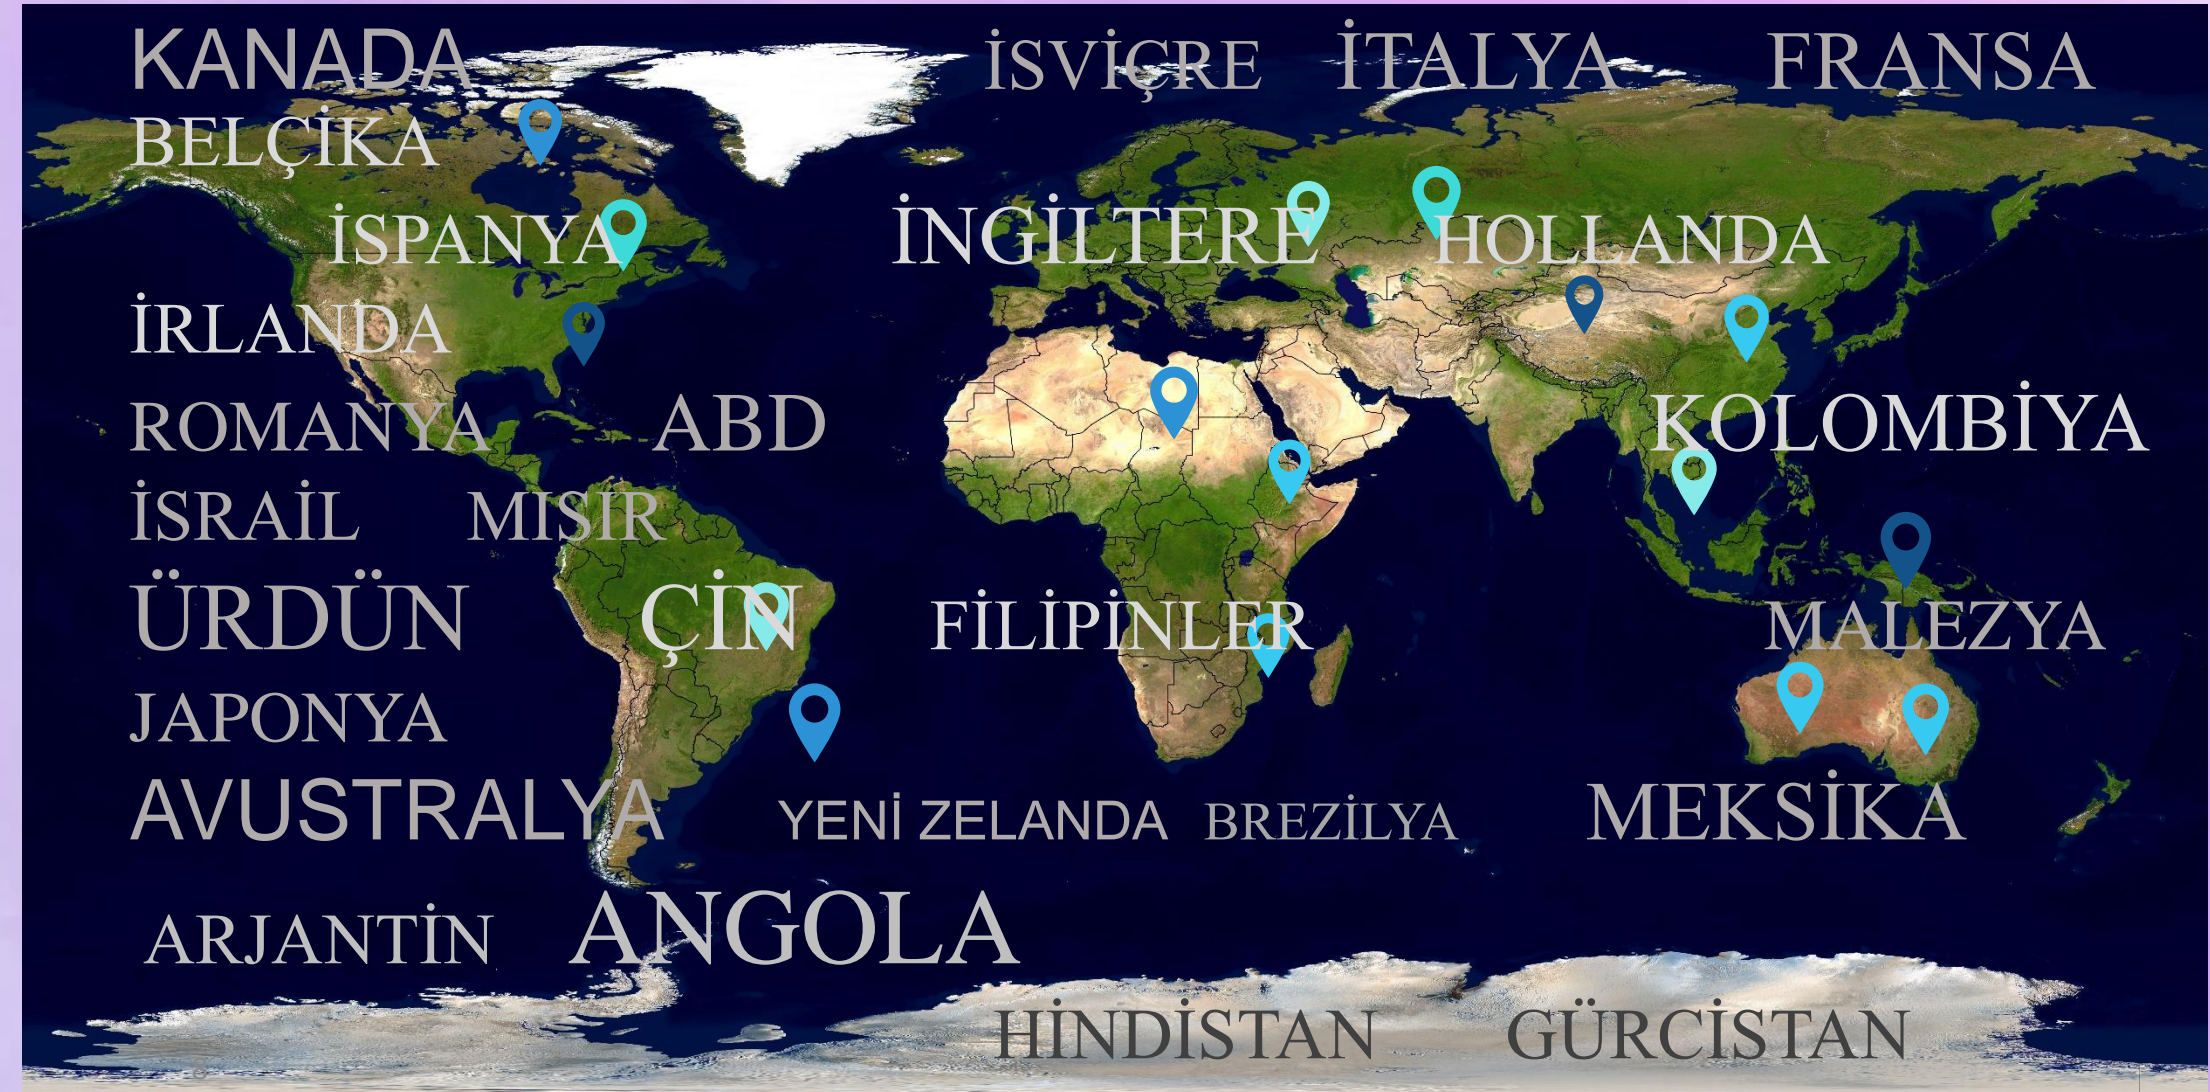 KANADA İSVİÇRE İTALYA FRANSA
BELÇİKA
İSPANYA İNGİLTERE HOLLANDA
İRLANDA
ROMANYA ABD KOLOMBİYA
İSRAİL MISIR
ÜRDÜN ÇİN FİLİPİNLER MALEZYA
JAPONYA
AVUSTRALYA YENİ ZELANDA BREZİLYA MEKSİKA
ARJANTİN ANGOLA
HİNDİSTAN GÜRCİSTAN